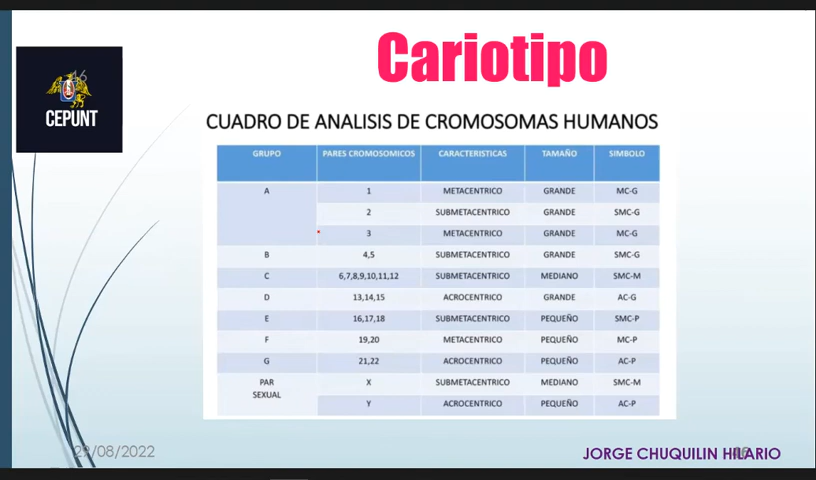 Cariotipo
CEPUNT
CUADRO DE ANALISIS DE CROMOSOMAS HUMANOS
GRUPO PARES CROMOSOMICOS CARACTERISTICAS TAMAÑO SIMBOLO
A 1 METACENTRICO GRANDE MC-G
2 SUBMETACENTRICO GRANDE SMC-G
3 METACENTRICO GRANDE MC-G
B 4,5 SUBMETACENTRICO GRANDE SMC-G
C 6,7,8,9,10,11,12 SUBMETACENTRICO MEDIANO SMC-M
D 13,14,15 ACROCENTRICO GRANDE AC-G
E 16,17,18 SUBMETACENTRICO PEQUEÑO SMC-P
F 19,20 METACENTRICO PEQUEÑO MC-P
G 21,22 ACROCENTRICO PEQUEÑO AC-P
PAR SEXUAL X SUBMETACENTRICO MEDIANO SMC-M
Y ACROCENTRICO PEQUEÑO AC-P
/08/2022
JORGE CHUQUILIN HILARIO